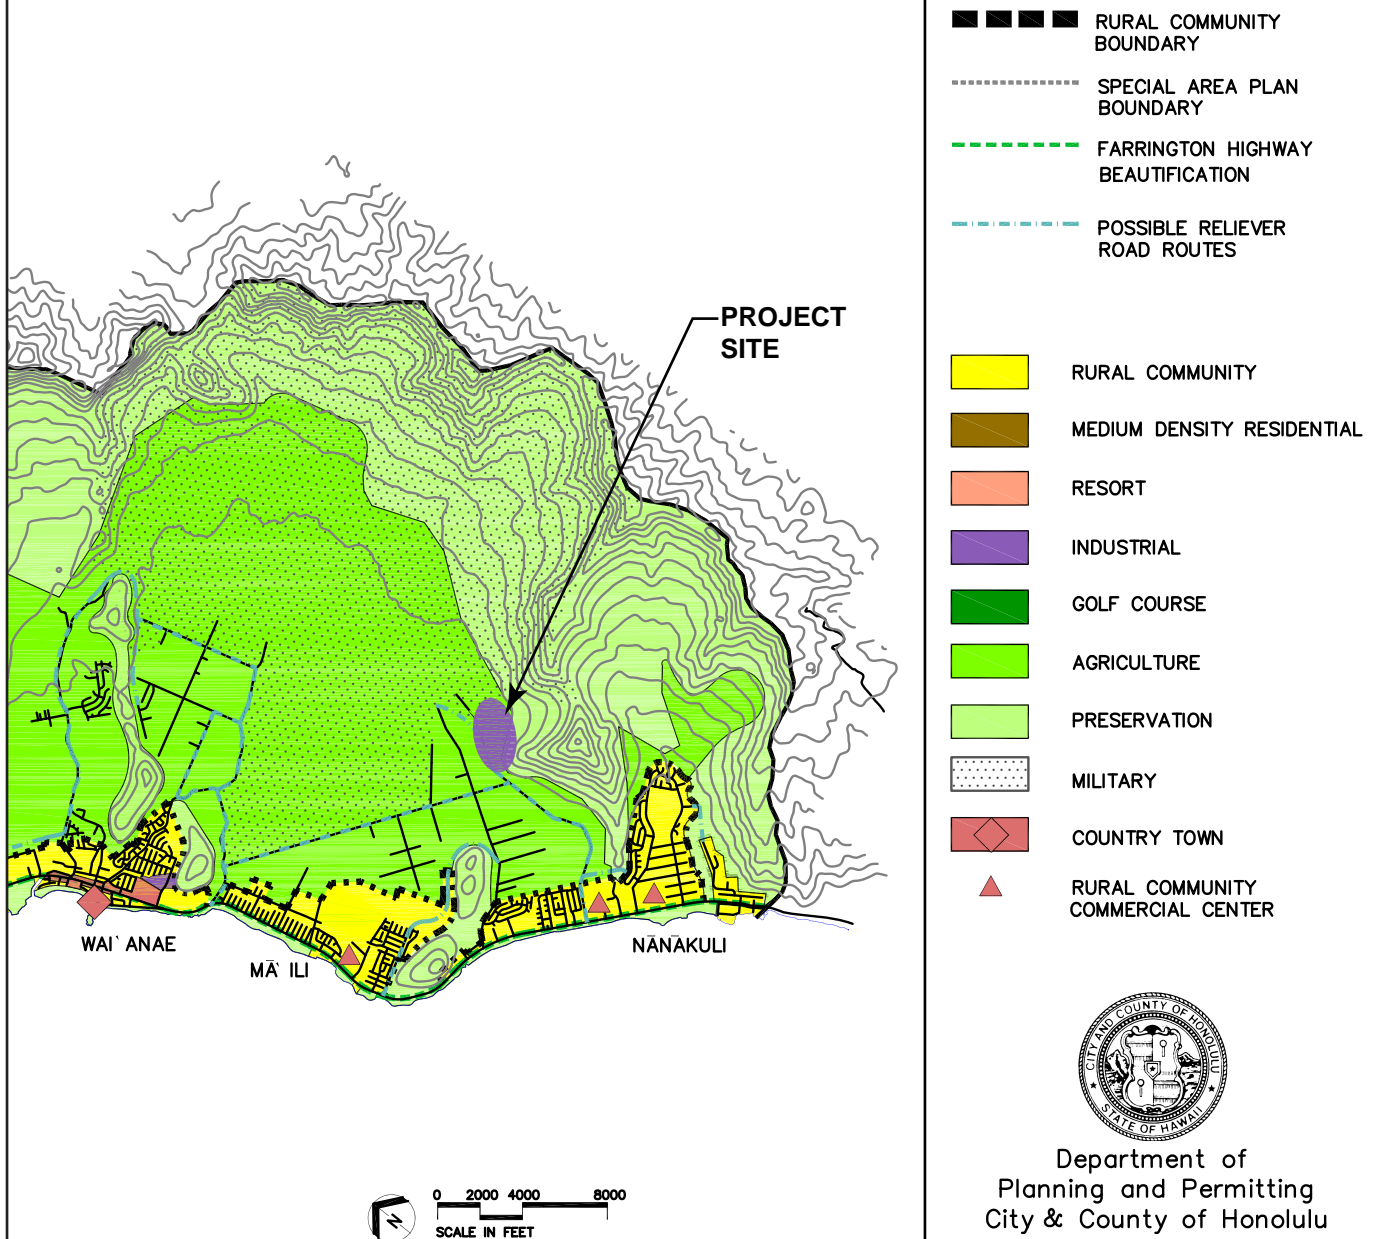 RURAL COMMUNITY
BOUNDARY
SPECIAL AREA PLAN
BOUNDARY
FARRINGTON HIGHWAY
BEAUTIFICATION
POSSIBLE RELIEVER
ROAD ROUTES
PROJECT
SITE
RURAL COMMUNITY
MEDIUM DENSITY RESIDENTIAL
RESORT
INDUSTRIAL
GOLF COURSE
AGRICULTURE
PRESERVATION
MILITARY
COUNTRY TOWN
RURAL COMMUNITY
COMMERCIAL CENTER
WAI`ANAE
MĀ`ILI
NĀNĀKULI
CITY AND COUNTY OF HONOLULU
STATE OF HAWAII
Department of
Planning and Permitting
City & County of Honolulu
N
0 2000 4000 8000
SCALE IN FEET